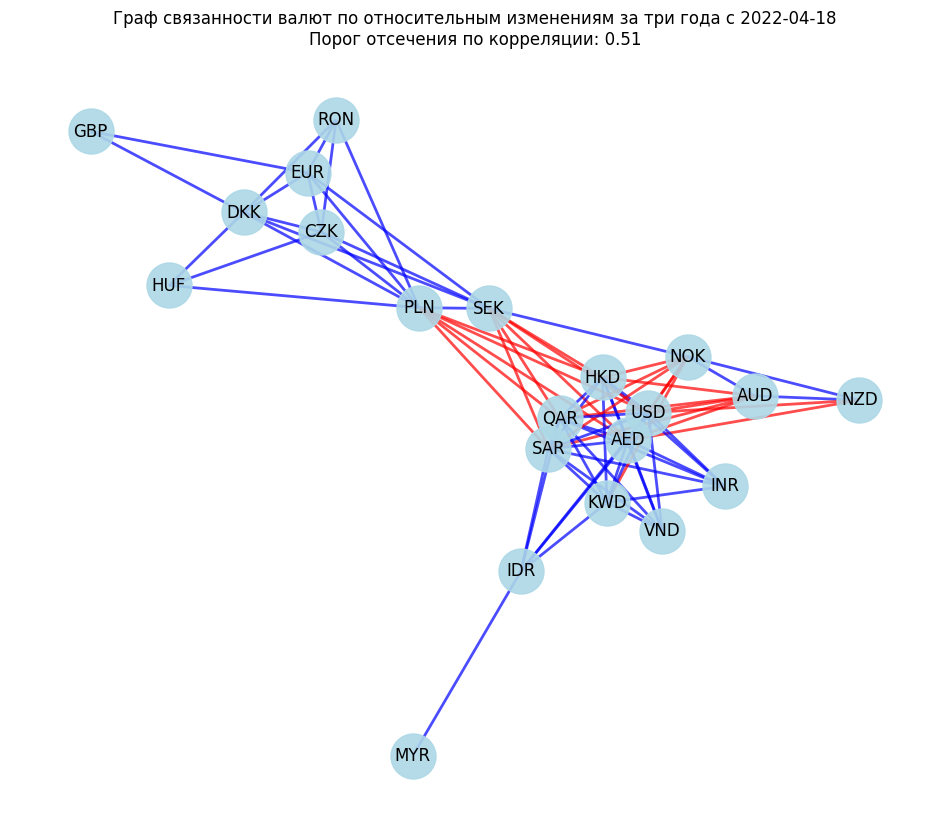 Граф связанности валют по относительным изменениям за три года с 2022-04-18
Порог отсечения по корреляции: 0.51
RON
GBP
EUR
DKK
CZK
HUF
PLN
SEK
NOK
HKD
AUD
NZD
USD
QAR
AED
SAR
INR
KWD
VND
IDR
MYR